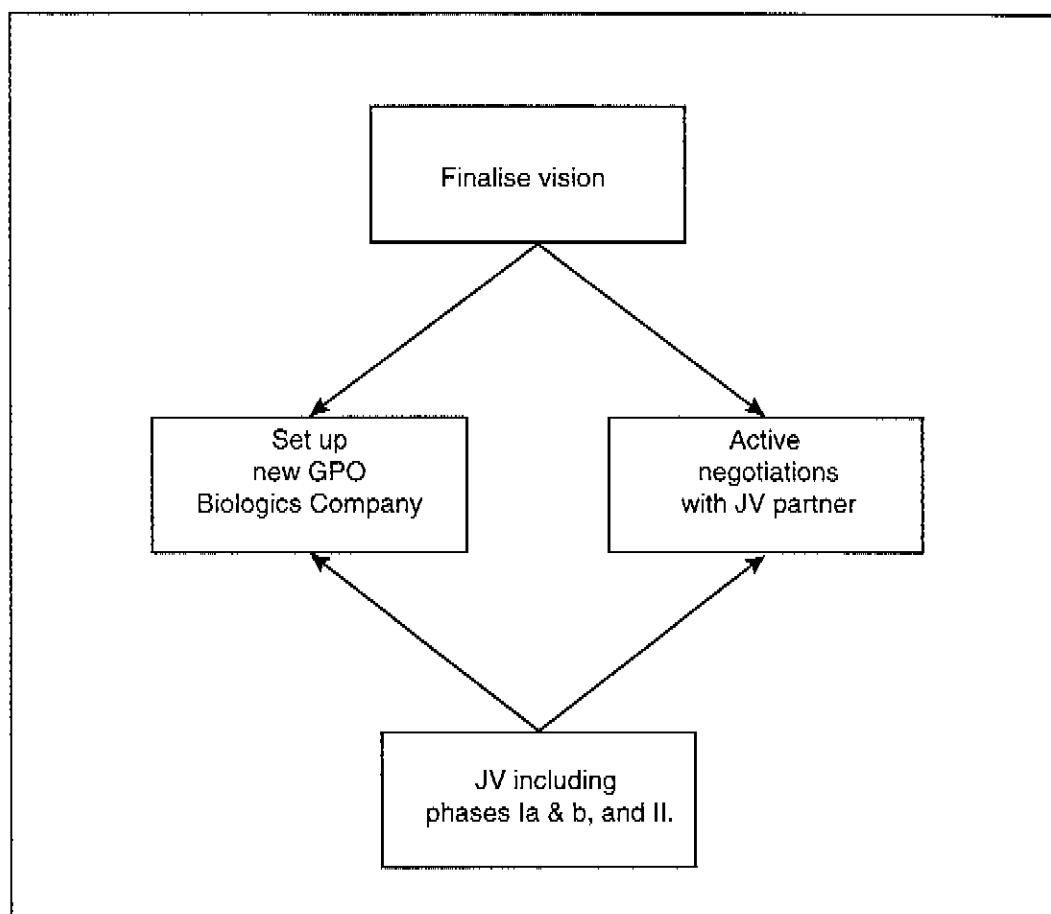 Finalise vision
Set up
new GPO
Biologics Company
Active
negotiations
with JV partner
JV including
phases Ia & b, and II.